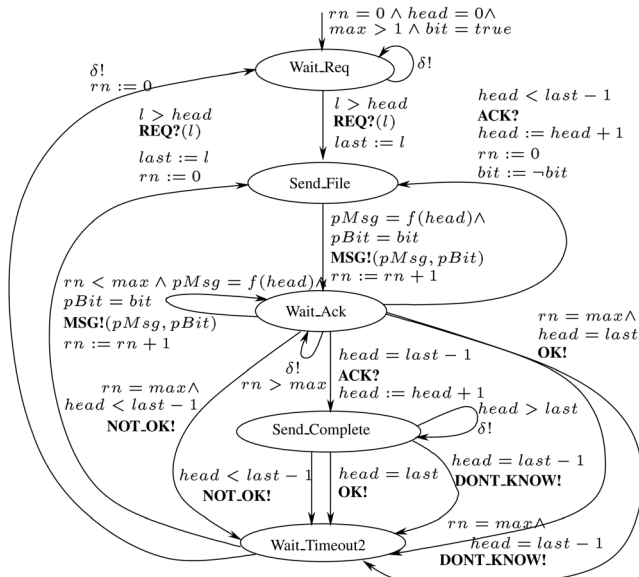 rn = 0 ∧ head = 0∧
max > 1 ∧ bit = true
δ!
rn := 0
Wait_Req
δ!
l > head
REQ?(l)
last := l
rn := 0
l > head
REQ?(l)
last := l
head < last − 1
ACK?
head := head + 1
rn := 0
bit := ¬bit
Send_File
pMsg = f(head)∧
pBit = bit
MSG!(pMsg, pBit)
rn := rn + 1
rn < max ∧ pMsg = f(head)∧
pBit = bit
MSG!(pMsg, pBit)
rn := rn + 1
Wait_Ack
δ!
rn > max
rn = max∧
head = last
OK!
head = last − 1
ACK?
head := head + 1
rn = max∧
head < last − 1
NOT_OK!
Send_Complete
head > last
δ!
head < last − 1
NOT_OK!
head = last
OK!
head = last − 1
DONT_KNOW!
Wait_Timeout2
rn = max∧
head = last − 1
DONT_KNOW!